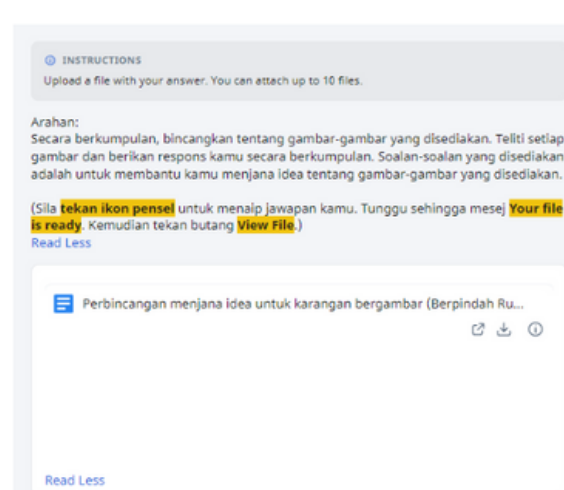 INSTRUCTIONS
Upload a file with your answer. You can attach up to 10 files.
Arahan:
Secara berkumpulan, bincangkan tentang gambar-gambar yang disediakan. Teliti setiap
gambar dan berikan respons kamu secara berkumpulan. Soalan-soalan yang disediakan
adalah untuk membantu kamu menjana idea tentang gambar-gambar yang disediakan.
(Sila tekan ikon pensel untuk menaip jawapan kamu. Tunggu sehingga mesej Your file
is ready. Kemudian tekan butang View File.)
Read Less
Perbincangan menjana idea untuk karangan bergambar (Berpindah Ru...
Read Less